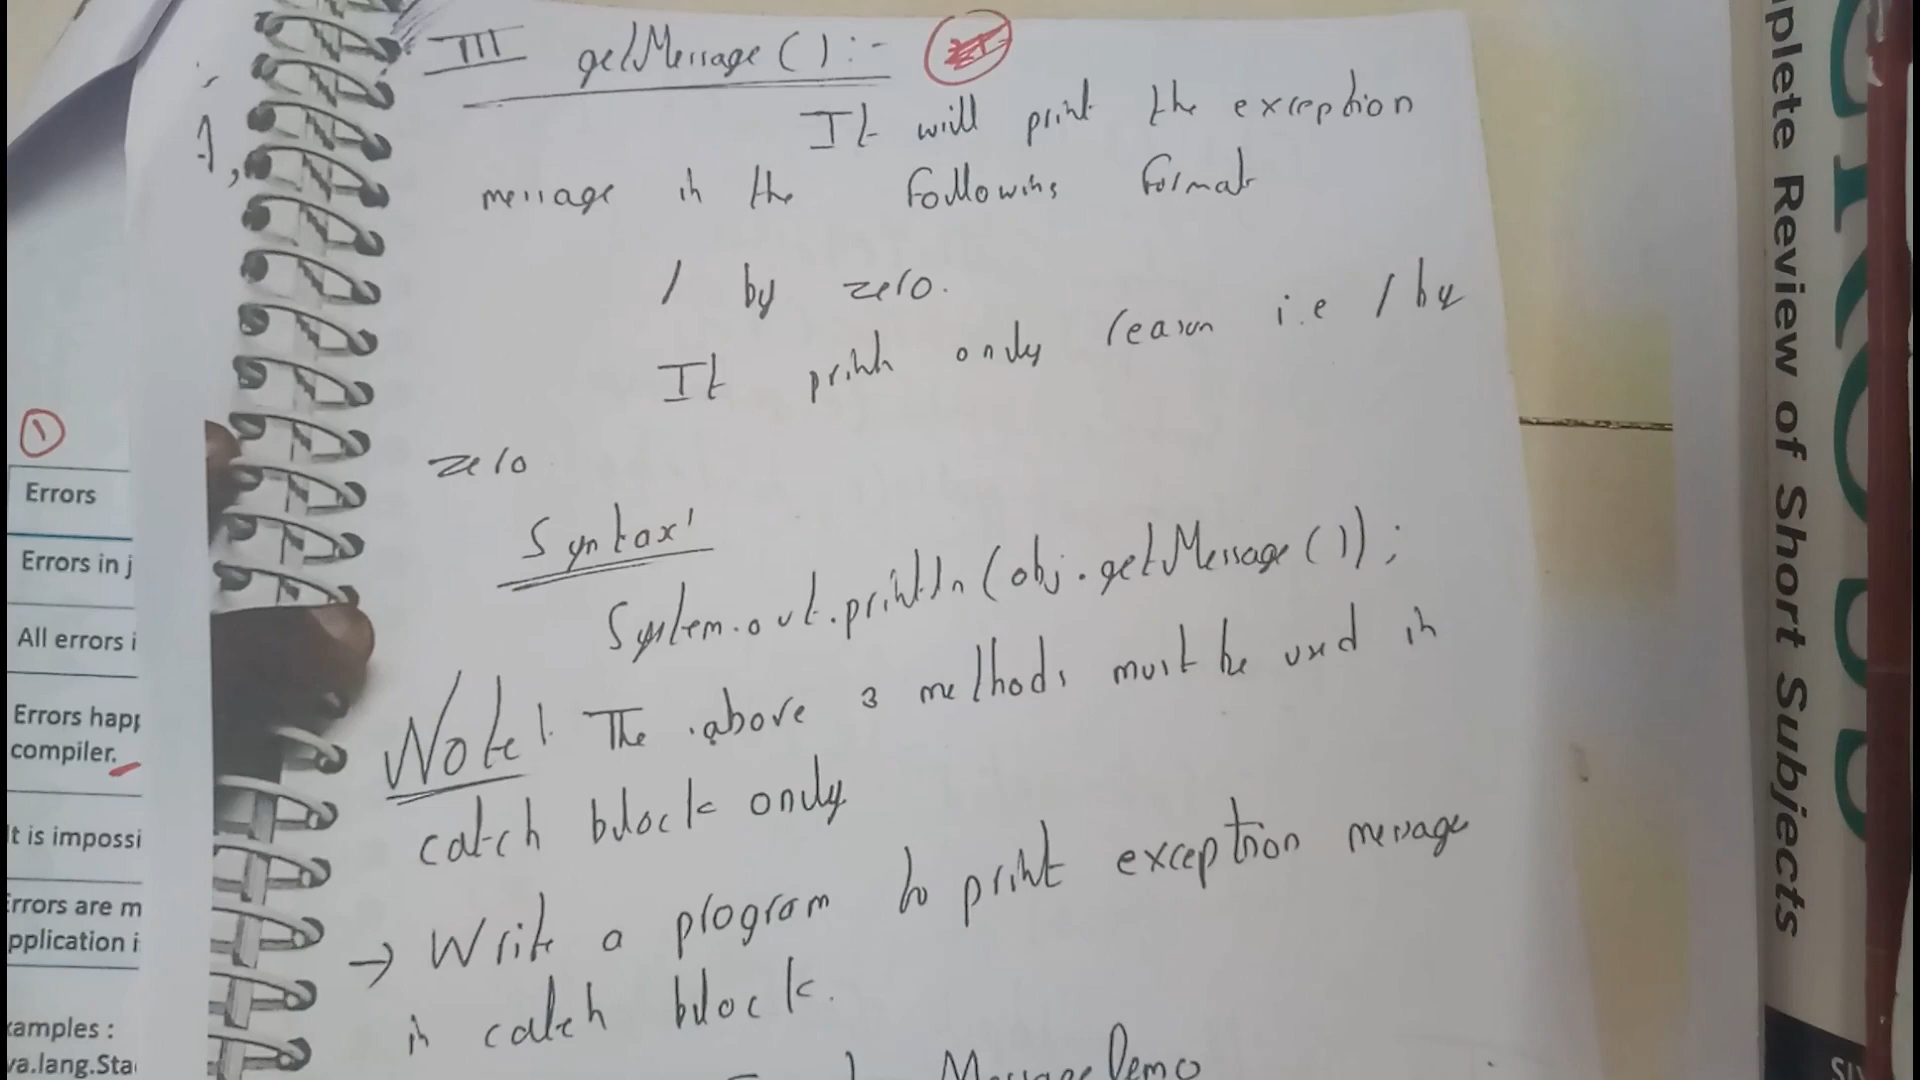 III getMessage() :-
It will print the exception
message in the following format
/ by zero.
It prints only reason i.e / by
zero
Syntax:
System.out.println(obj.getMessage());
Note:- The above 3 methods must be used in
catch block only
→ Write a program to print exception message
in catch block.
MessageDemo
1
Errors
Errors in j
All errors i
Errors happ
compiler.
It is impossi
Errors are m
pplication i
xamples :
va.lang.Sta
plete Review of Short Subjects